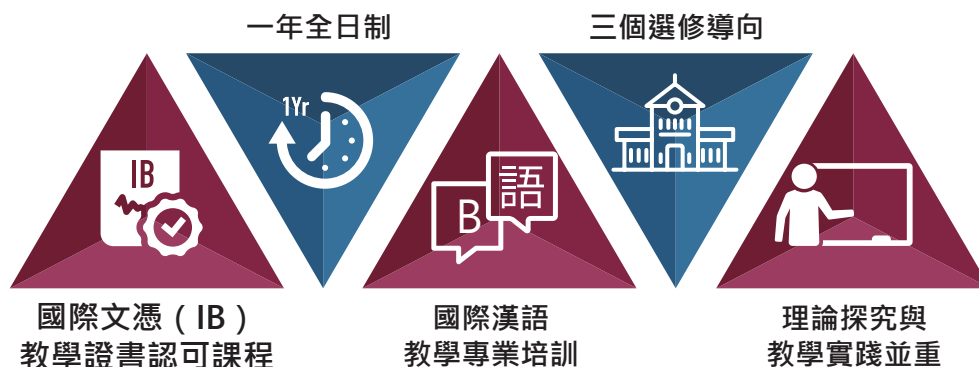 一年全日制
三個選修導向
1Yr
IB
B
語
國際文憑（IB）
教學證書認可課程
國際漢語
教學專業培訓
理論探究與
教學實踐並重